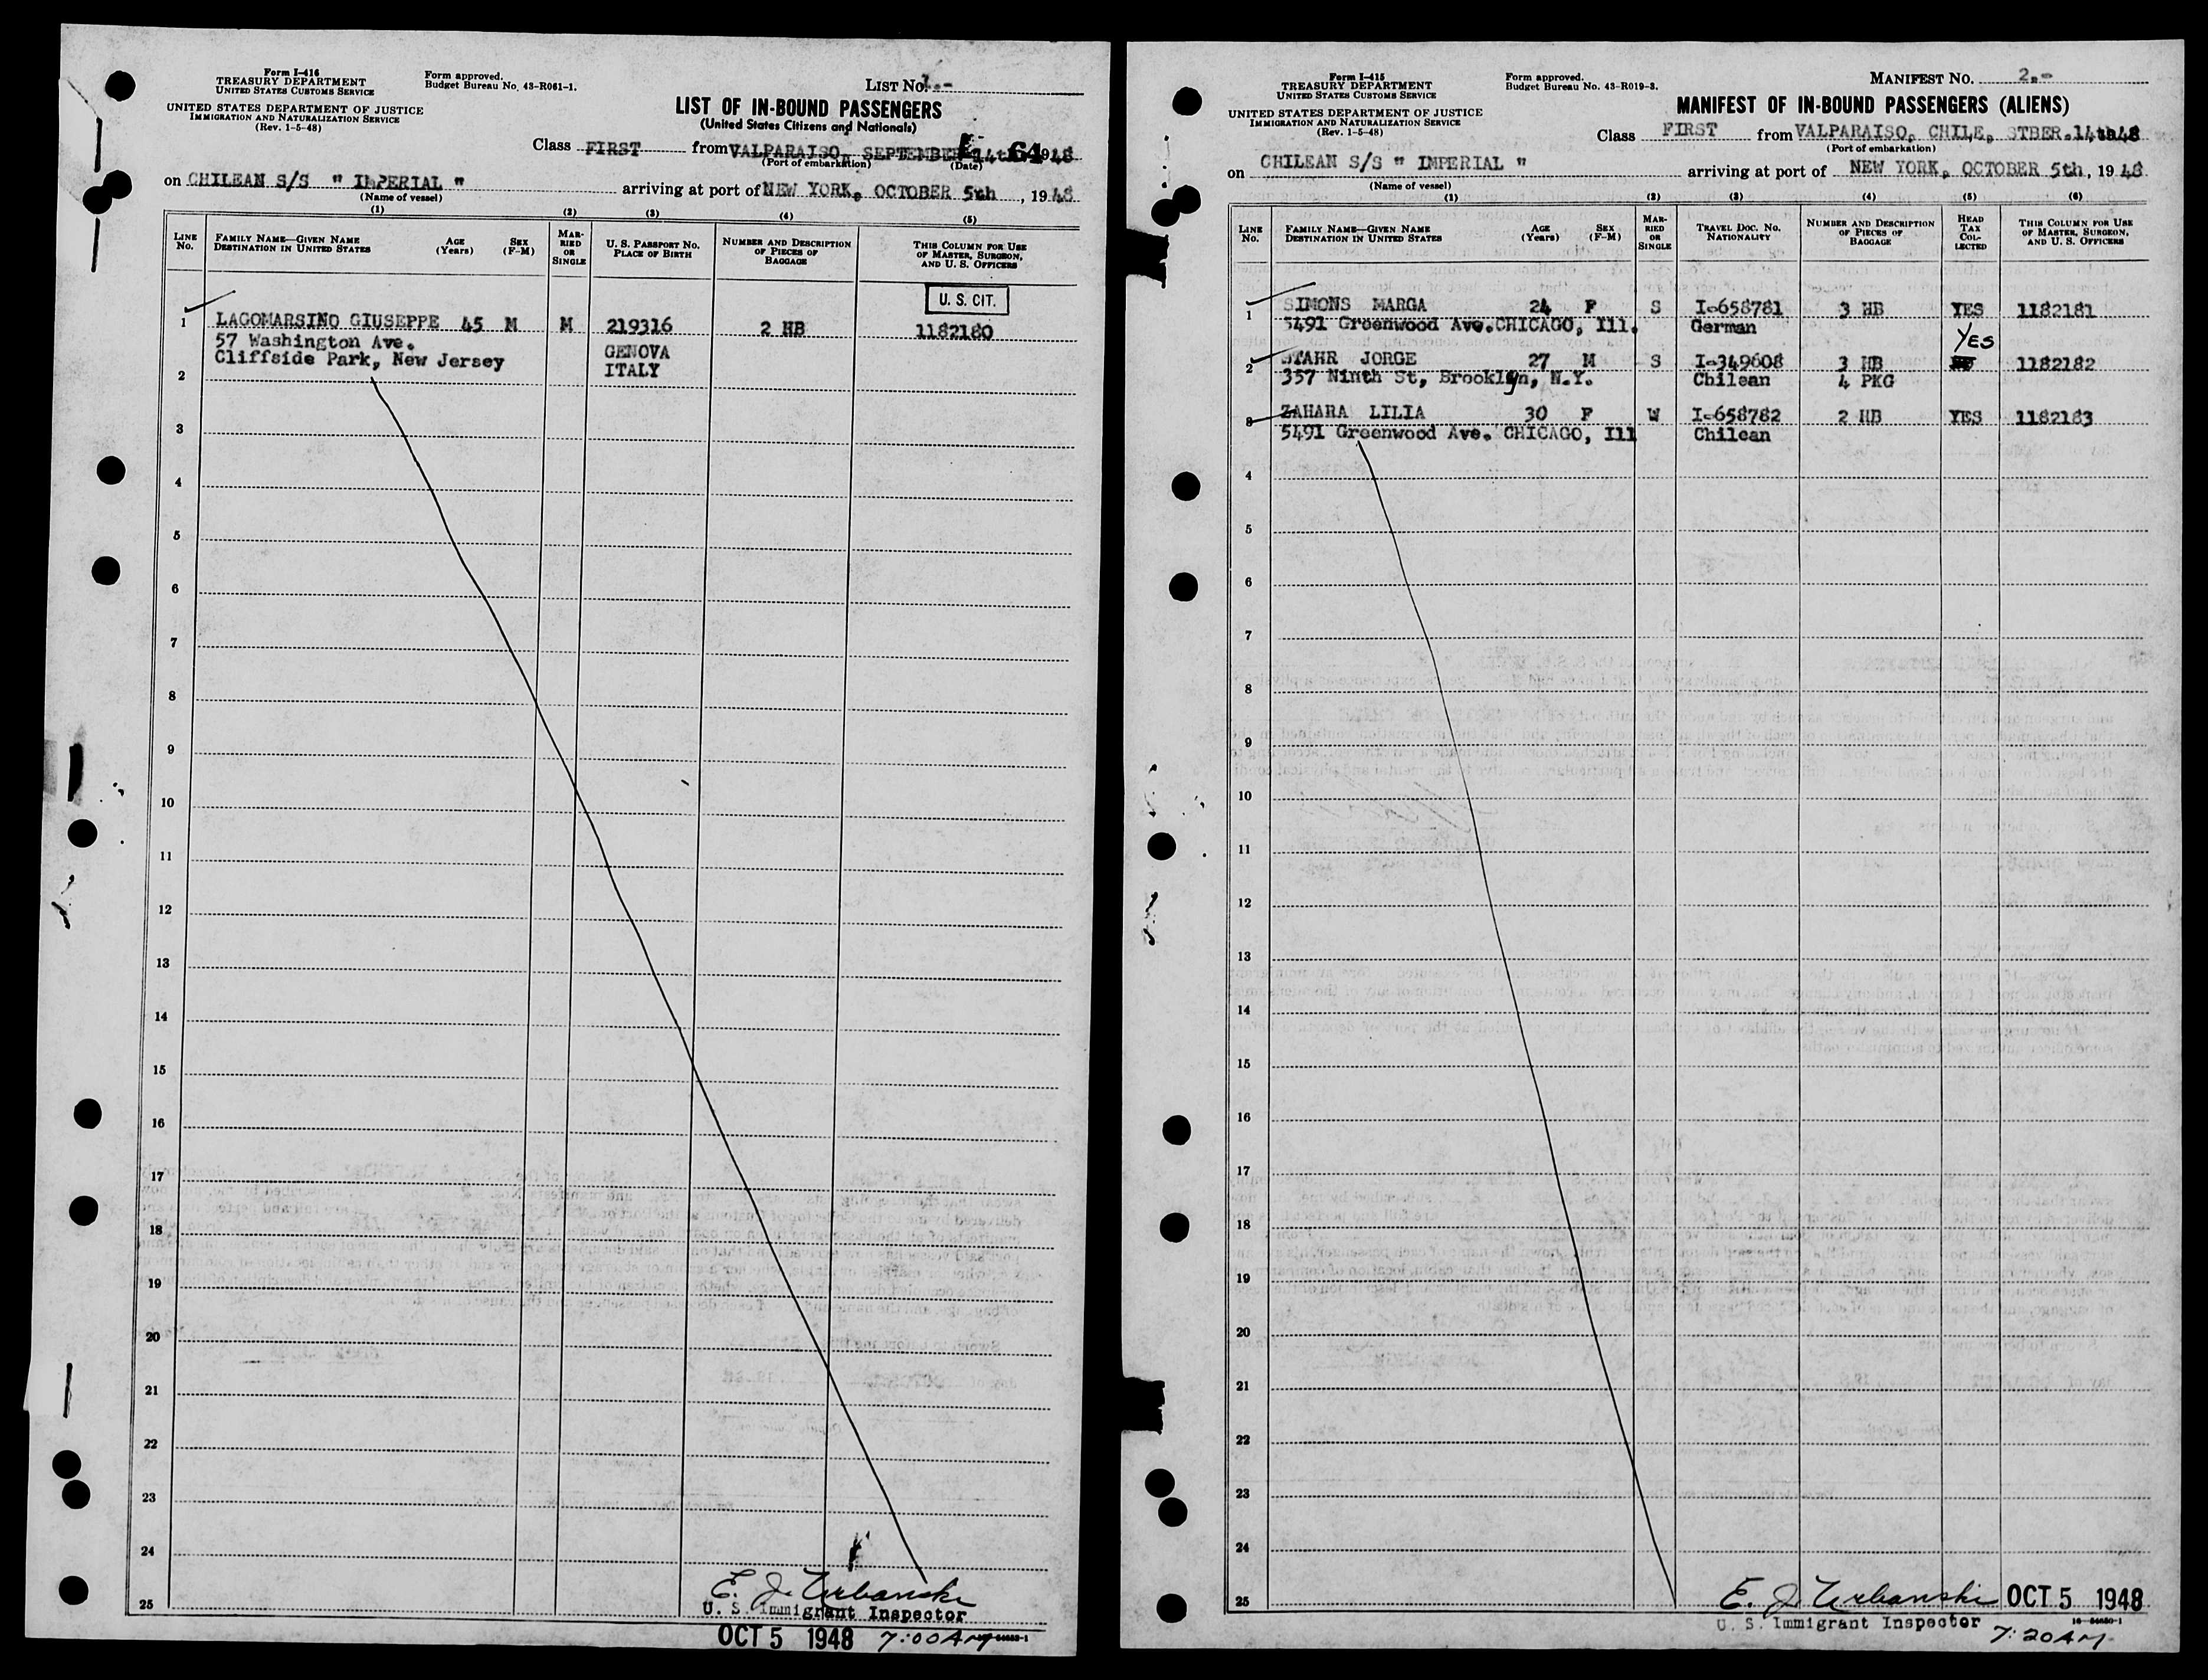 Form I-416
TREASURY DEPARTMENT
UNITED STATES CUSTOMS SERVICE
UNITED STATES DEPARTMENT OF JUSTICE
IMMIGRATION AND NATURALIZATION SERVICE
(Rev. 1-5-48)
Form approved.
Budget Bureau No. 43-R061-1.
LIST No. 1.-
LIST OF IN-BOUND PASSENGERS
(United States Citizens and Nationals)
Class FIRST from VALPARAISO, SEPTEMBER 14th 1948
64
(Port of embarkation) (Date)
on CHILEAN S/S " IMPERIAL " arriving at port of NEW YORK, OCTOBER 5th, 1948
(Name of vessel)
(1) (2) (3) (4) (5)
LINE No. FAMILY NAME—GIVEN NAME DESTINATION IN UNITED STATES AGE (Years) SEX (F-M) MARRIED OR SINGLE U. S. PASSPORT NO. PLACE OF BIRTH NUMBER AND DESCRIPTION OF PIECES OF BAGGAGE THIS COLUMN FOR USE OF MASTER, SURGEON, AND U. S. OFFICERS
U. S. CIT.
1 LAGOMARSINO GIUSEPPE 45 M M 219316 2 HB 1182180
57 Washington Ave. GENOVA
Cliffside Park, New Jersey ITALY
2
3
4
5
6
7
8
9
10
11
12
13
14
15
16
17
18
19
20
21
22
23
24
25
E. J. Urbanski
U. S. Immigrant Inspector
OCT 5 1948 7:00 AM
Form I-415
TREASURY DEPARTMENT
UNITED STATES CUSTOMS SERVICE
UNITED STATES DEPARTMENT OF JUSTICE
IMMIGRATION AND NATURALIZATION SERVICE
(Rev. 1-5-48)
Form approved.
Budget Bureau No. 43-R019-3.
MANIFEST No. 2.-
MANIFEST OF IN-BOUND PASSENGERS (ALIENS)
Class FIRST from VALPARAISO, CHILE, STBER. 14th 48
(Port of embarkation)
on CHILEAN S/S " IMPERIAL " arriving at port of NEW YORK, OCTOBER 5th, 1948
(Name of vessel)
(1) (2) (3) (4) (5) (6)
LINE No. FAMILY NAME—GIVEN NAME DESTINATION IN UNITED STATES AGE (Years) SEX (F-M) MARRIED OR SINGLE TRAVEL DOC. NO. NATIONALITY NUMBER AND DESCRIPTION OF PIECES OF BAGGAGE HEAD TAX COLLECTED THIS COLUMN FOR USE OF MASTER, SURGEON, AND U. S. OFFICERS
1 SIMONS MARGA 24 F S I-658781 3 HB YES 1182181
5491 Greenwood Ave. CHICAGO, Ill. German
YES
2 STAHR JORGE 27 M S I-349608 3 HB 1182182
357 Ninth St, Brooklyn, N.Y. Chilean 4 PKG
3 ZAHARA LILIA 30 F W I-658782 2 HB YES 1182183
5491 Greenwood Ave. CHICAGO, Ill Chilean
4
5
6
7
8
9
10
11
12
13
14
15
16
17
18
19
20
21
22
23
24
25
E. J. Urbanski OCT 5 1948
U. S. Immigrant Inspector
7:20 AM